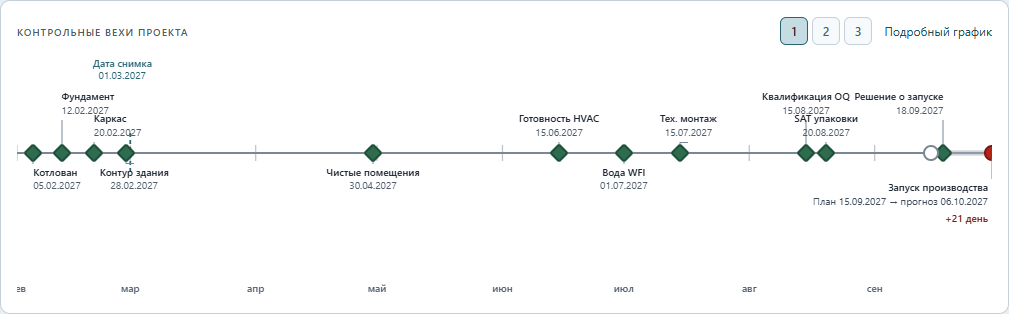 КОНТРОЛЬНЫЕ ВЕХИ ПРОЕКТА
1 2 3 Подробный график
Дата снимка
01.03.2027
Фундамент
12.02.2027
Каркас
20.02.2027
Готовность HVAC
15.06.2027
Тех. монтаж
15.07.2027
Квалификация OQ
15.08.2027
SAT упаковки
20.08.2027
Решение о запуске
18.09.2027
Котлован
05.02.2027
Контур здания
28.02.2027
Чистые помещения
30.04.2027
Вода WFI
01.07.2027
Запуск производства
План 15.09.2027 → прогноз 06.10.2027
+21 день
ев мар апр май июн июл авг сен